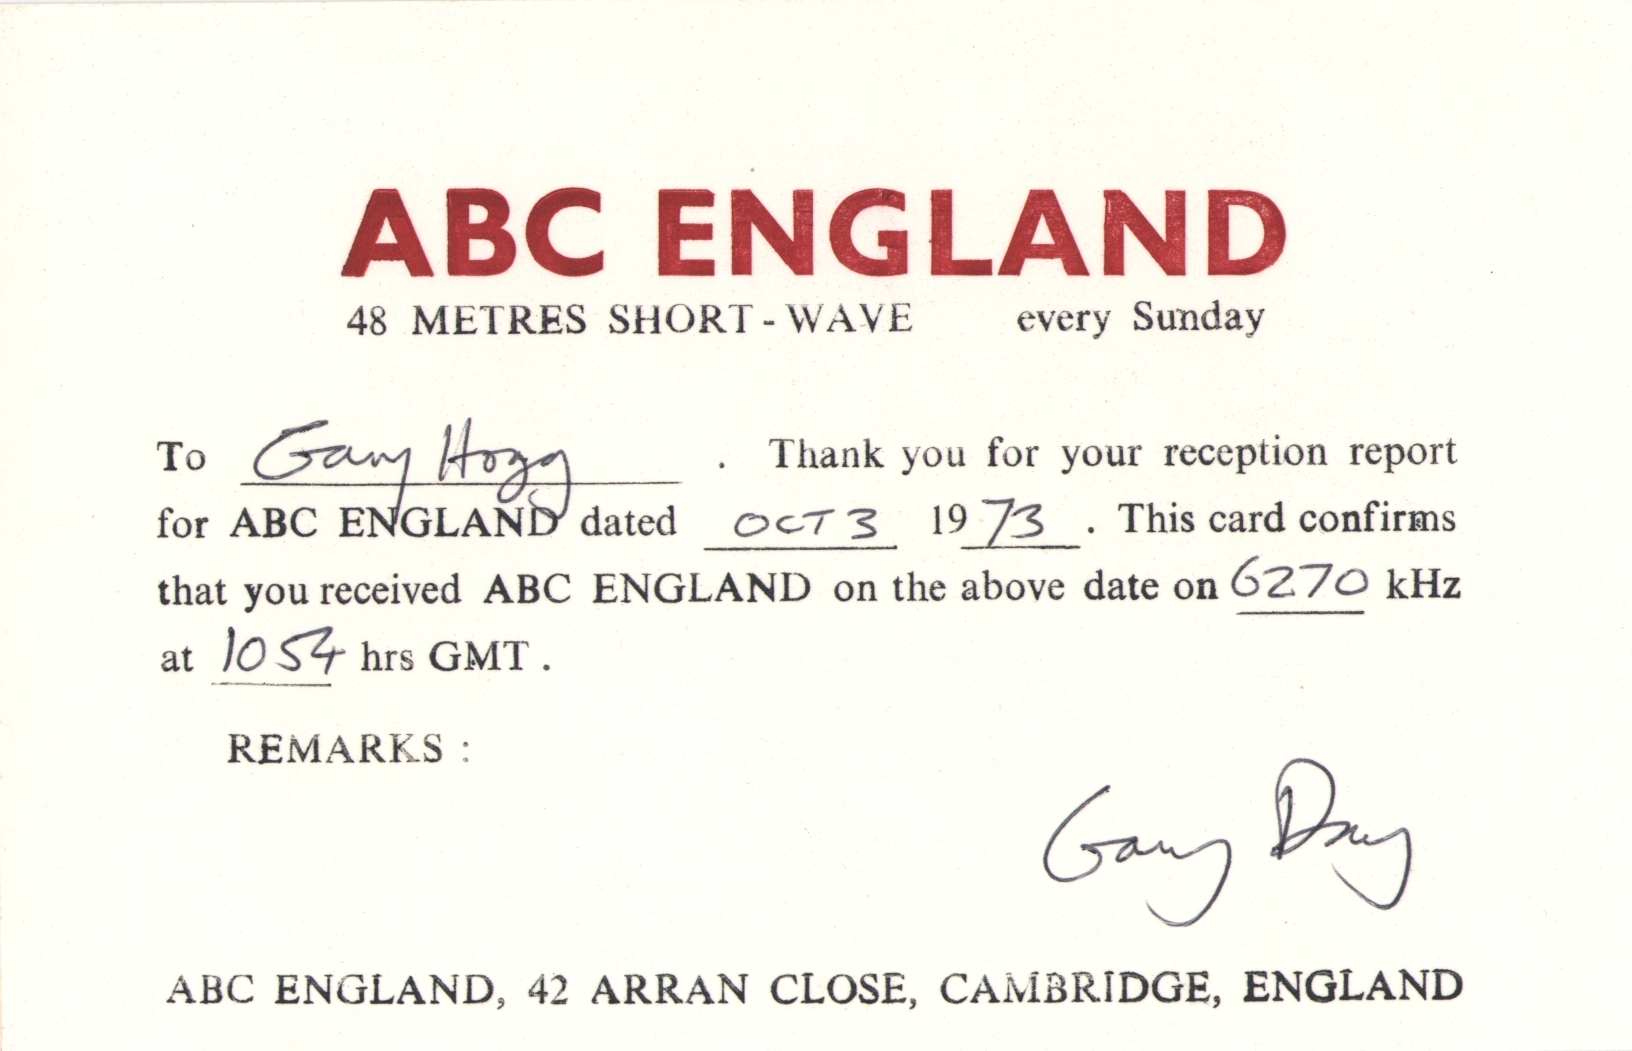 ABC ENGLAND
48 METRES SHORT-WAVE every Sunday
To Gary Hogg . Thank you for your reception report
for ABC ENGLAND dated OCT 3 1973 . This card confirms
that you received ABC ENGLAND on the above date on 6270 kHz
at 1054 hrs GMT .
REMARKS :
Gary Day
ABC ENGLAND, 42 ARRAN CLOSE, CAMBRIDGE, ENGLAND